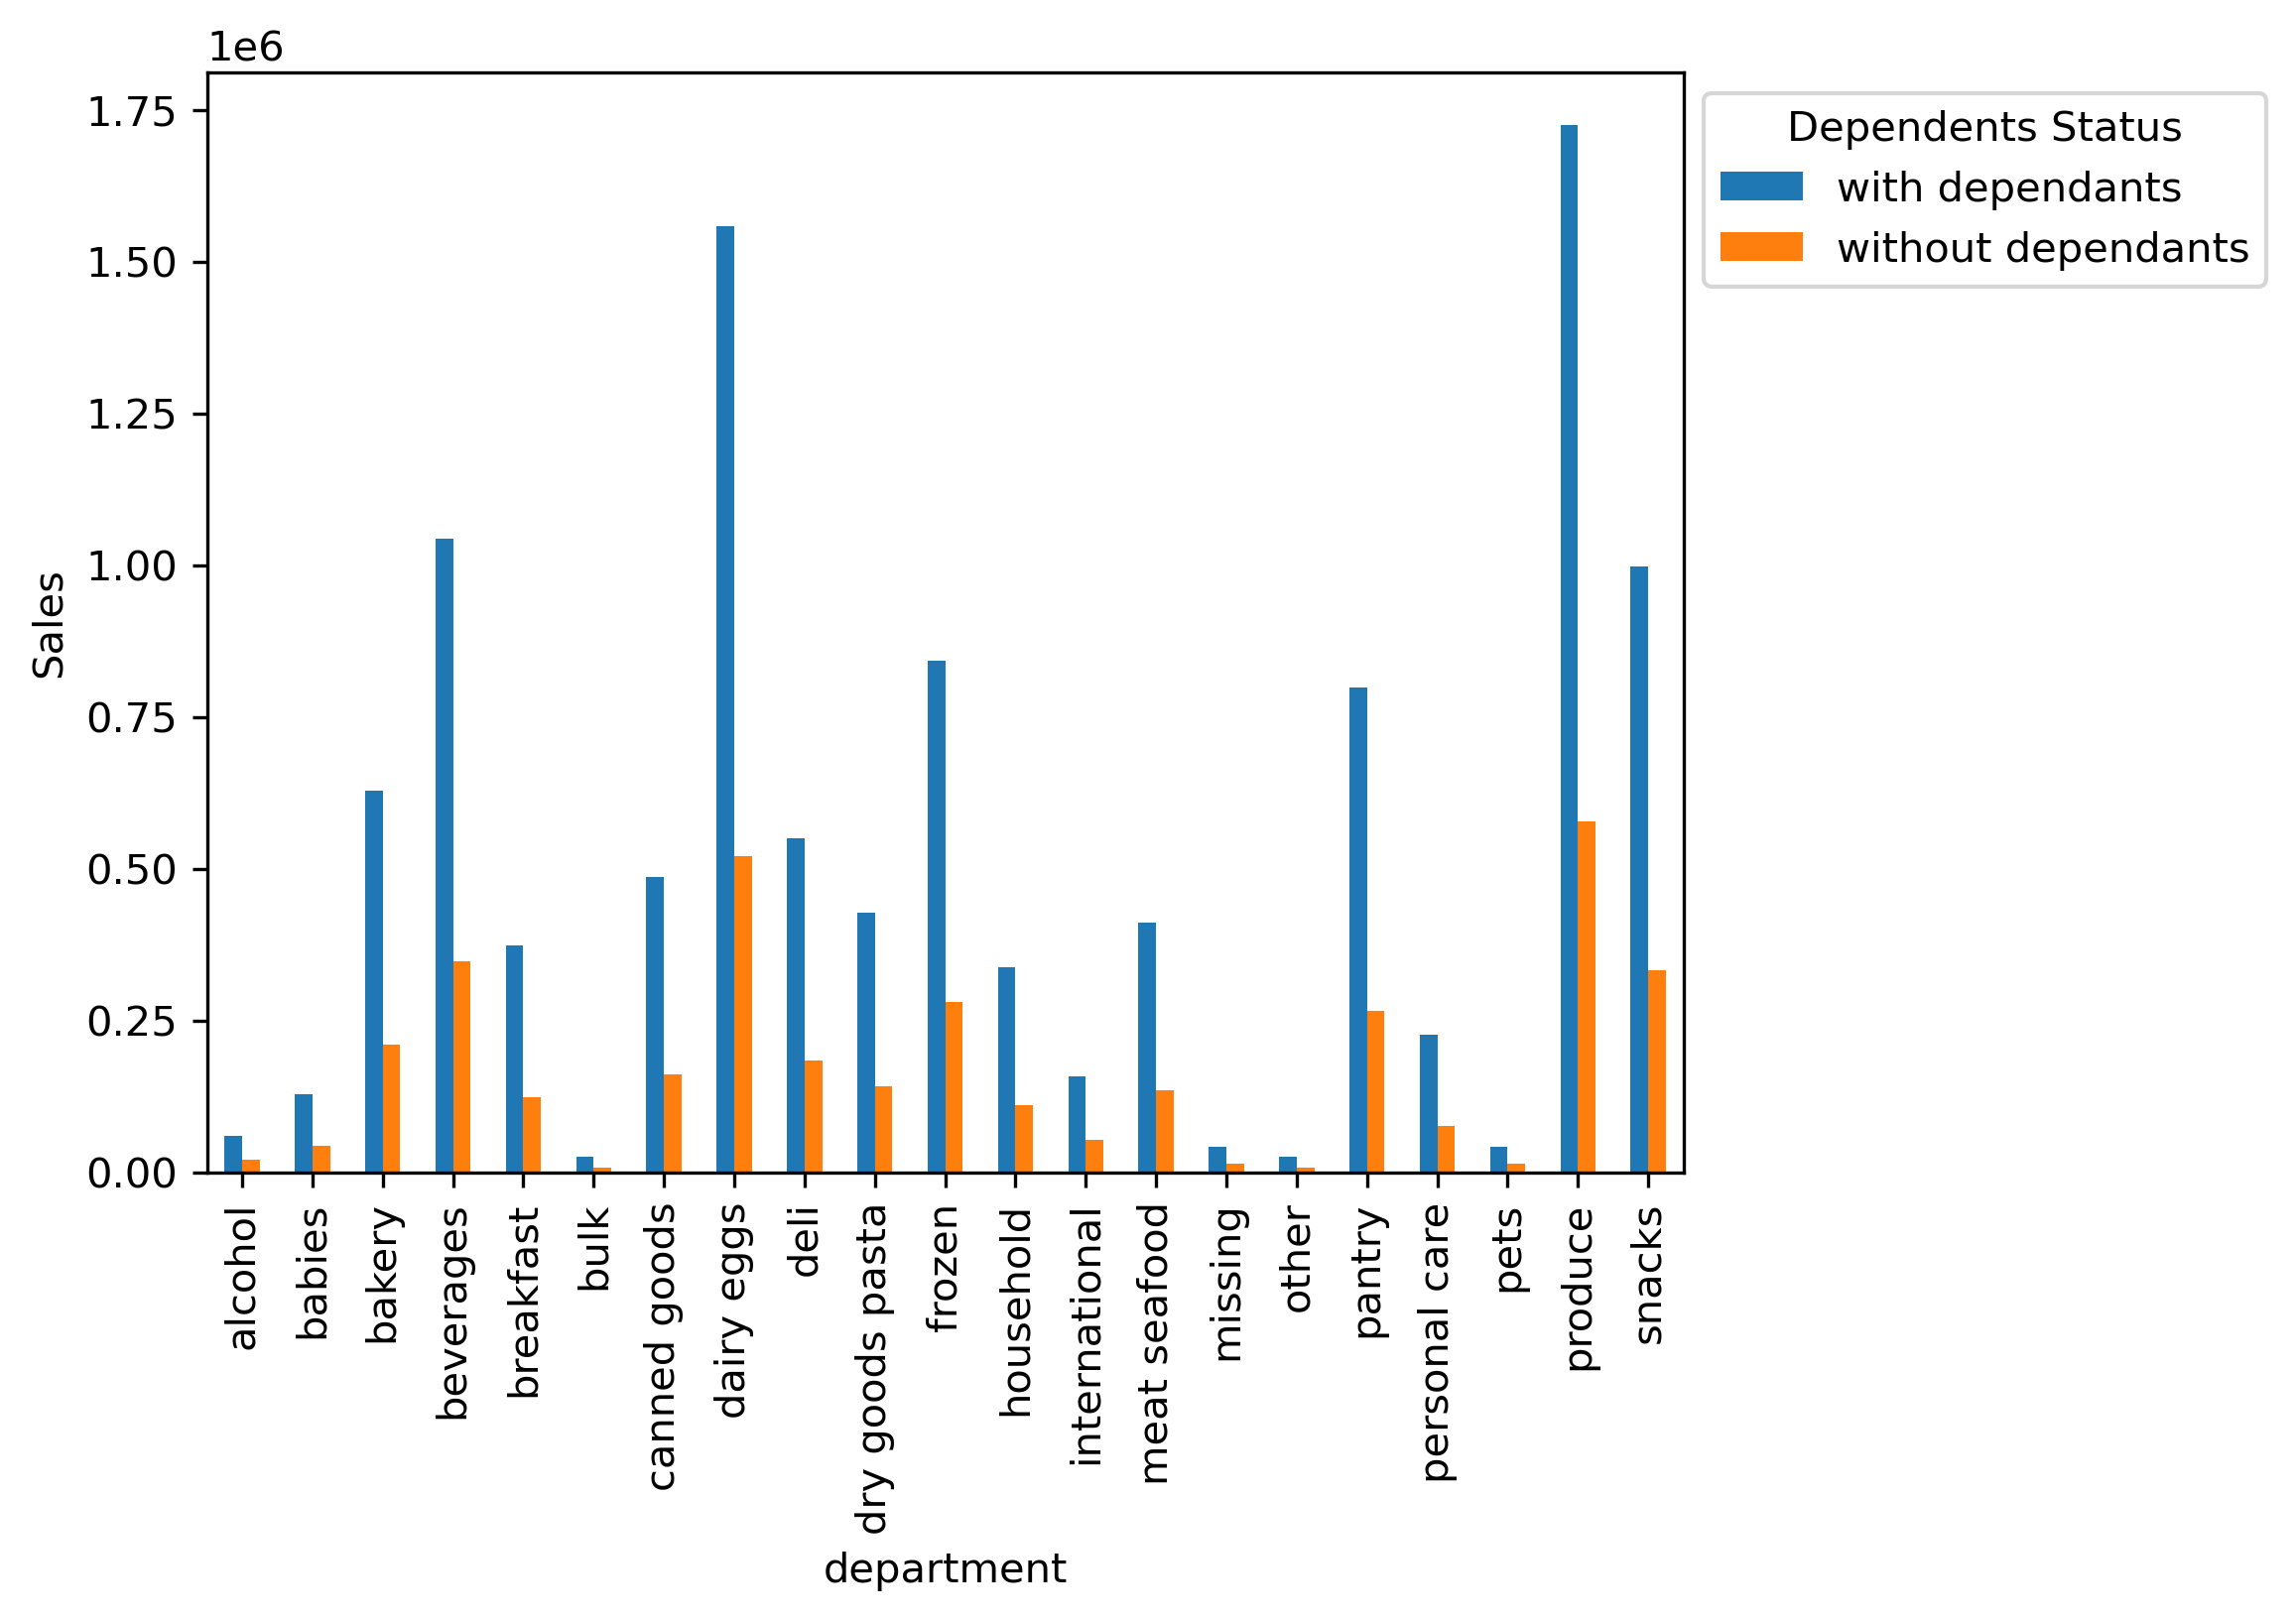 1e6
1.75
1.50
1.25
1.00
0.75
0.50
0.25
0.00
Sales
Dependents Status
with dependants
without dependants
alcohol
babies
bakery
beverages
breakfast
bulk
canned goods
dairy eggs
deli
dry goods pasta
frozen
household
international
meat seafood
missing
other
pantry
personal care
pets
produce
snacks
department